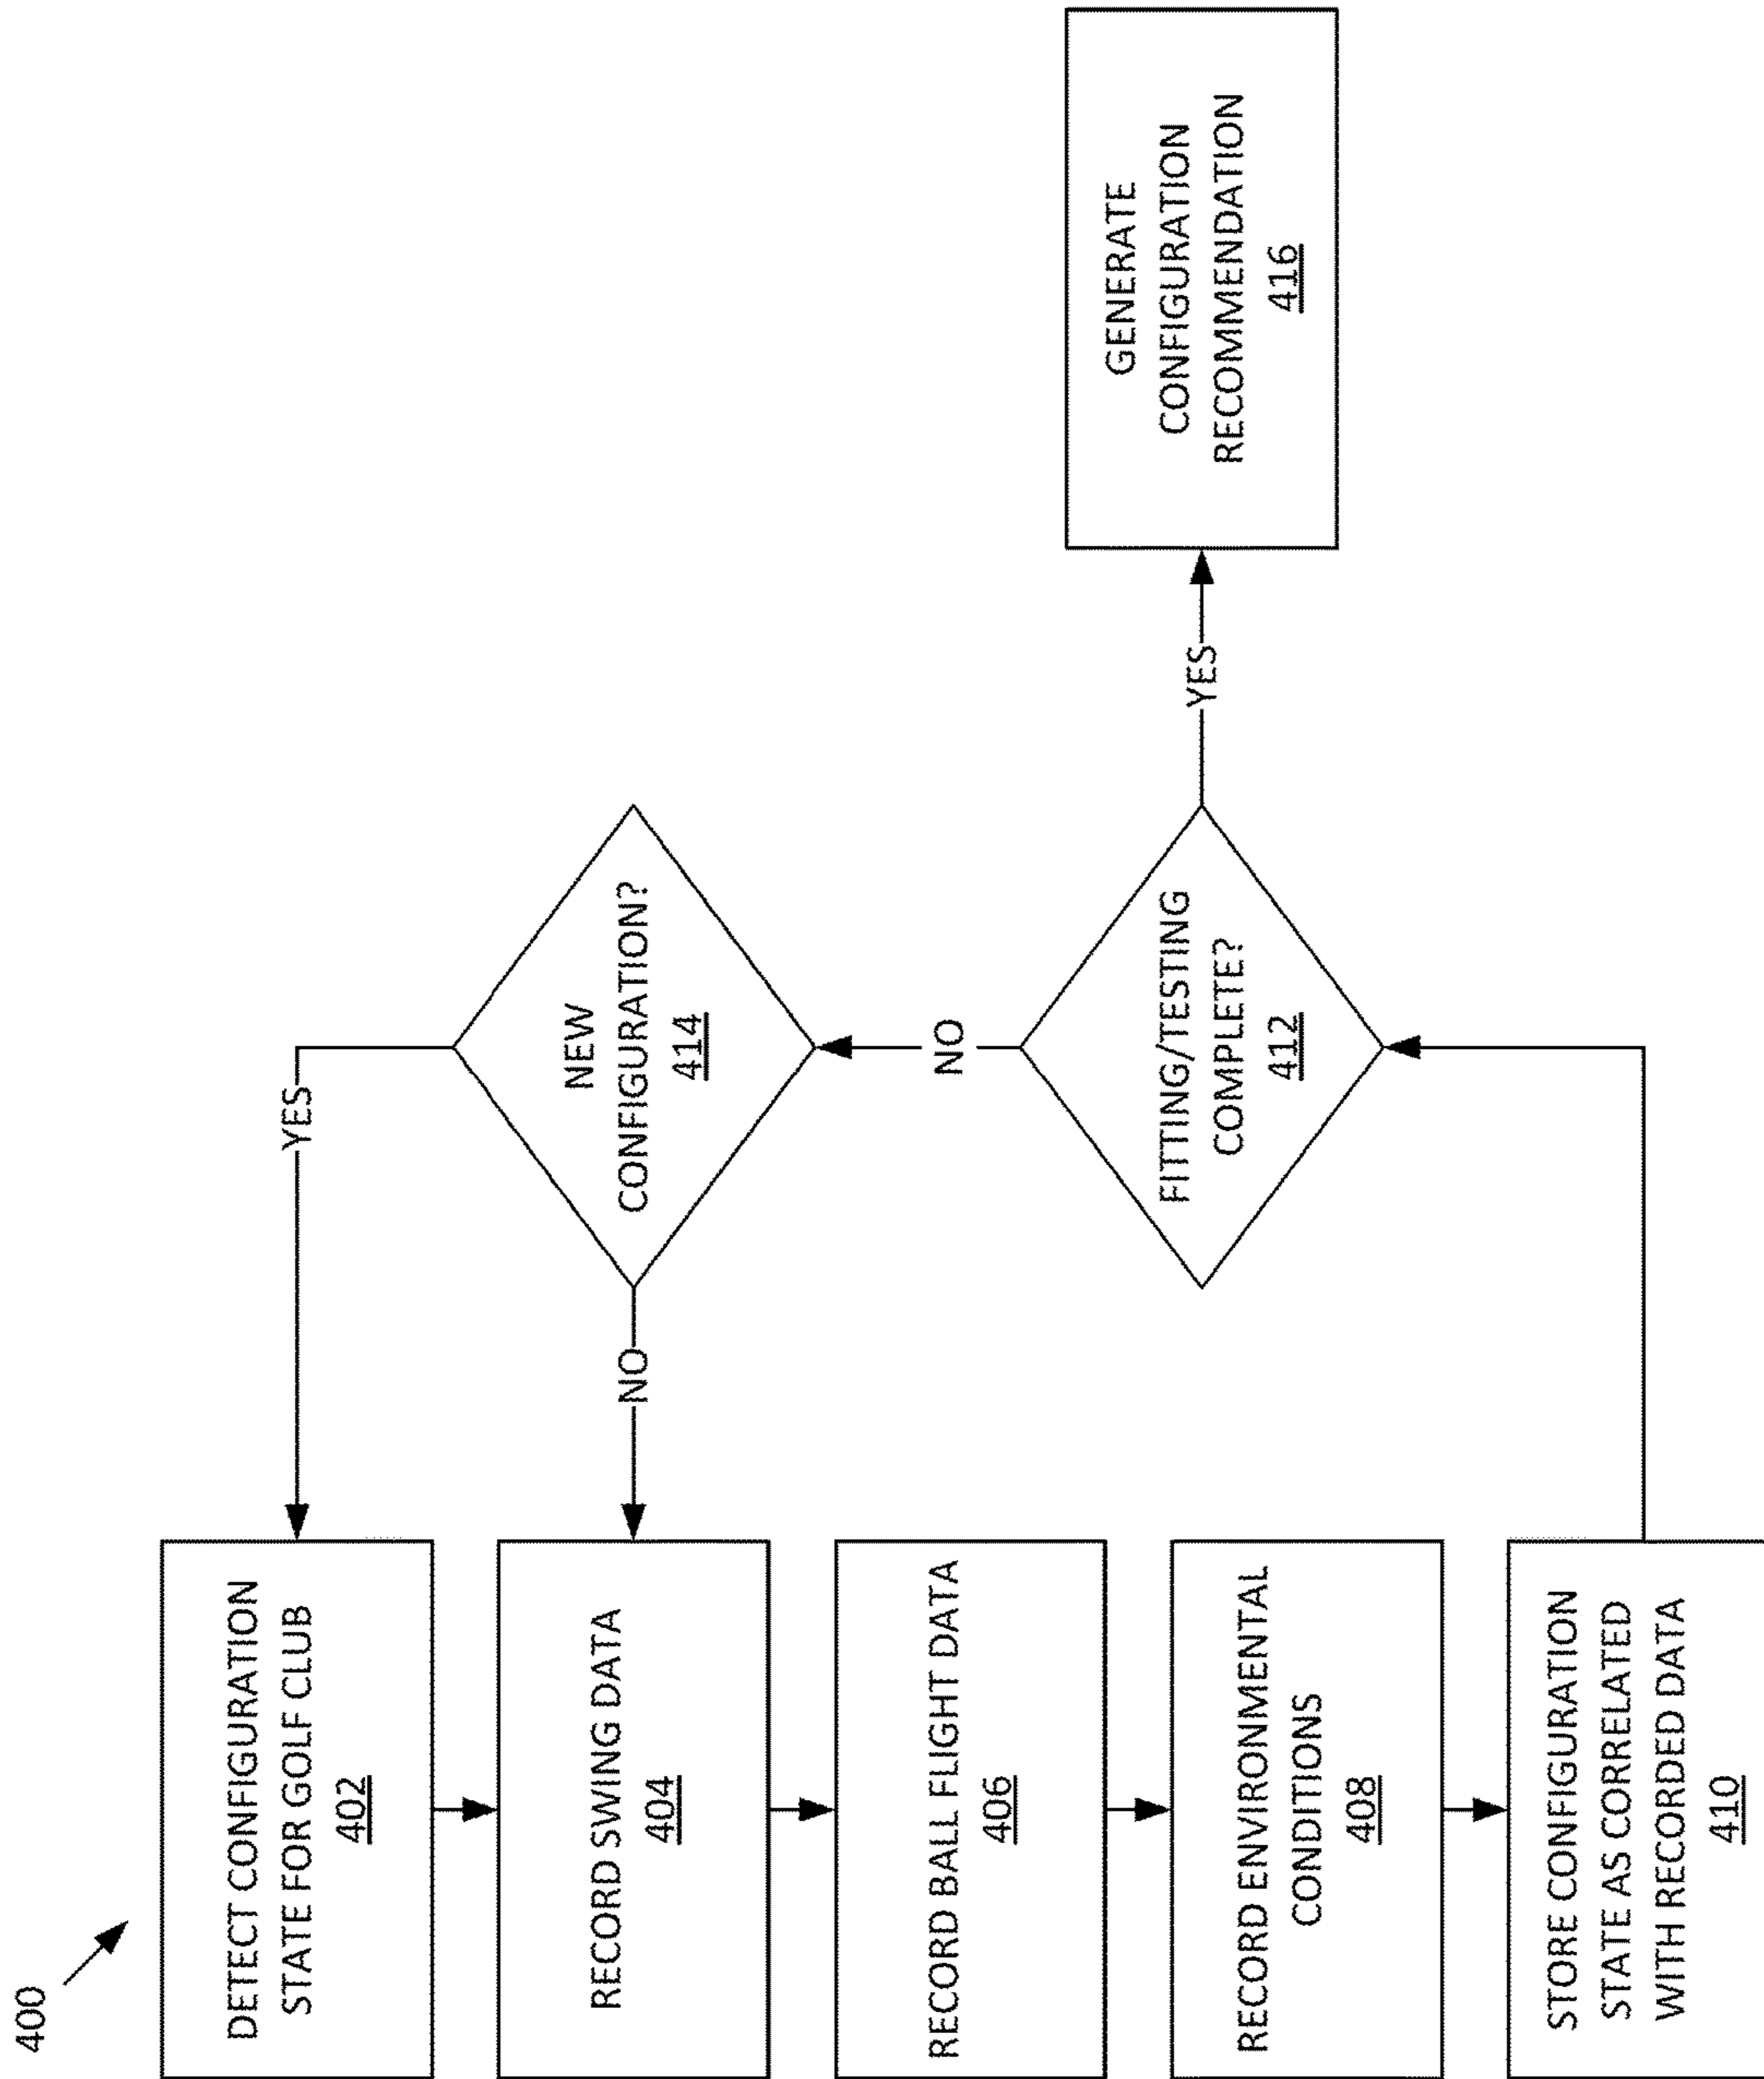 400
DETECT CONFIGURATION
STATE FOR GOLF CLUB
402
RECORD SWING DATA
404
RECORD BALL FLIGHT DATA
406
RECORD ENVIRONMENTAL
CONDITIONS
408
STORE CONFIGURATION
STATE AS CORRELATED
WITH RECORDED DATA
410
FITTING/TESTING
COMPLETE?
412
NO
NEW
CONFIGURATION?
414
YES
NO
YES
GENERATE
CONFIGURATION
RECOMMENDATION
416